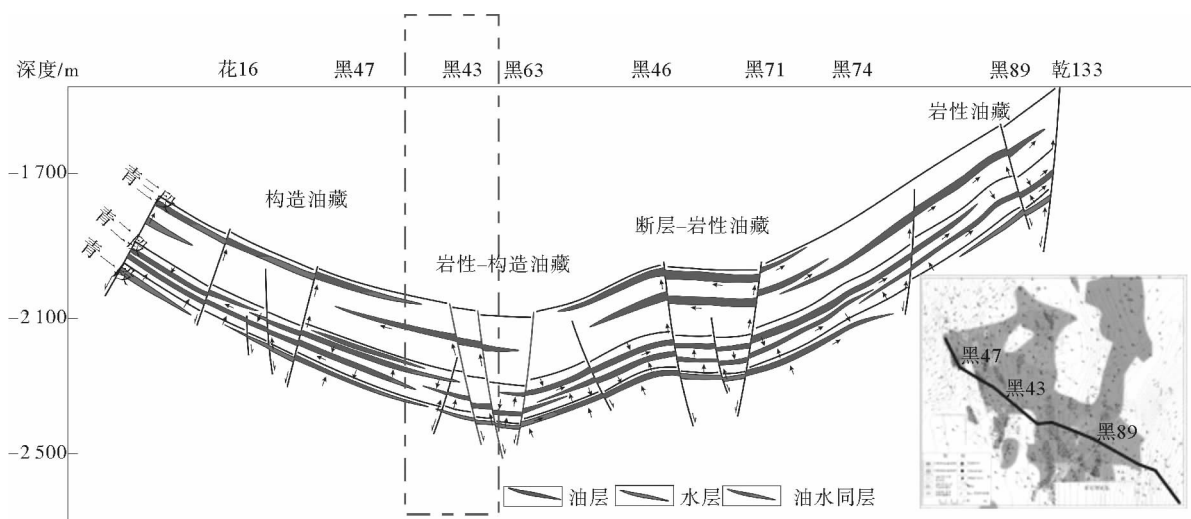 深度/m
花16
黑47
黑43
黑63
黑46
黑71
黑74
黑89
乾133
岩性油藏
-1 700
青三段
构造油藏
青二段
断层-岩性油藏
青一段
岩性-构造油藏
-2 100
黑47
黑43
黑89
-2 500
油层
水层
油水同层